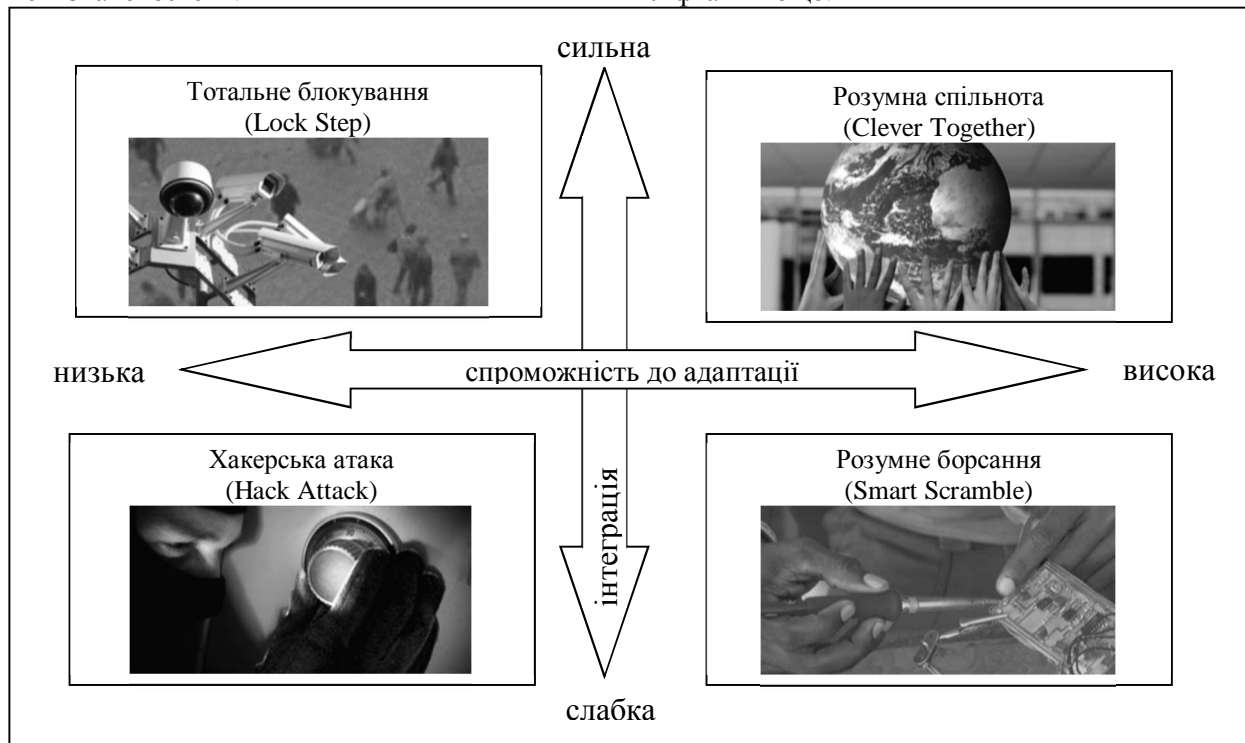 сильна
Тотальне блокування
(Lock Step)
Розумна спільнота
(Clever Together)
низька
спроможність до адаптації
висока
Хакерська атака
(Hack Attack)
Розумне борсання
(Smart Scramble)
інтеграція
слабка